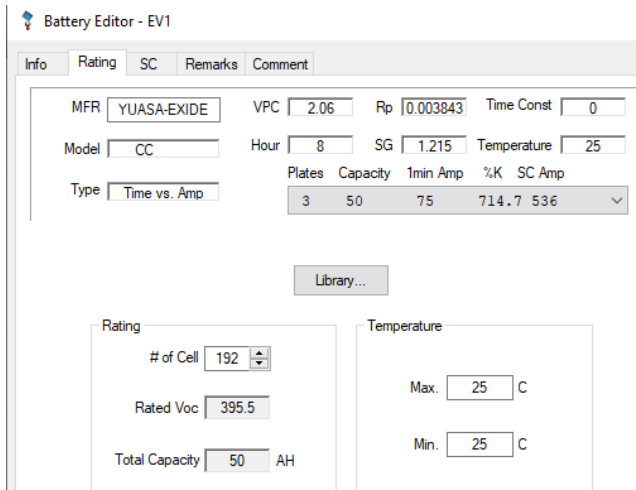 Battery Editor - EV1
Info Rating SC Remarks Comment
MFR YUASA-EXIDE VPC 2.06 Rp 0.003843 Time Const 0
Model CC Hour 8 SG 1.215 Temperature 25
Plates Capacity 1min Amp %K SC Amp
Type Time vs. Amp 3 50 75 714.7 536
Library...
Rating Temperature
# of Cell 192
Max. 25 C
Rated Voc 395.5
Min. 25 C
Total Capacity 50 AH